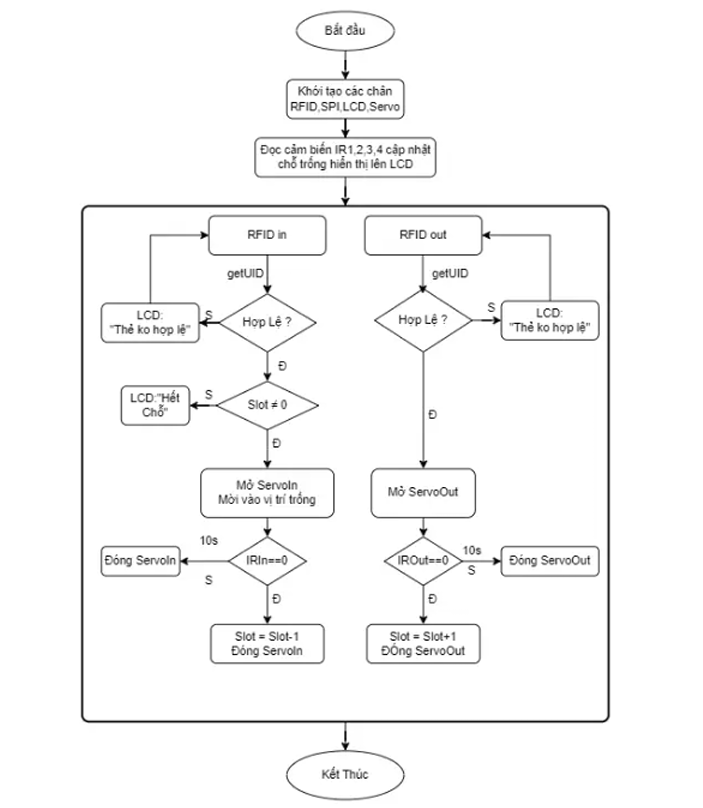 Bắt đầu
Khởi tạo các chân
RFID,SPI,LCD,Servo
Đọc cảm biến IR1,2,3,4 cập nhật
chỗ trống hiển thị lên LCD
RFID in
RFID out
getUID
getUID
LCD:
"Thẻ ko hợp lệ"
S
Hợp Lệ ?
Hợp Lệ ?
S
LCD:
"Thẻ ko hợp lệ"
Đ
LCD:"Hết
Chỗ"
S
Slot ≠ 0
Đ
Đ
Mở ServoIn
Mời vào vị trí trống
Mở ServoOut
Đóng ServoIn
10s
S
IRIn==0
IROut==0
10s
S
Đóng ServoOut
Đ
Đ
Slot = Slot-1
Đóng ServoIn
Slot = Slot+1
ĐÓng ServoOut
Kết Thúc